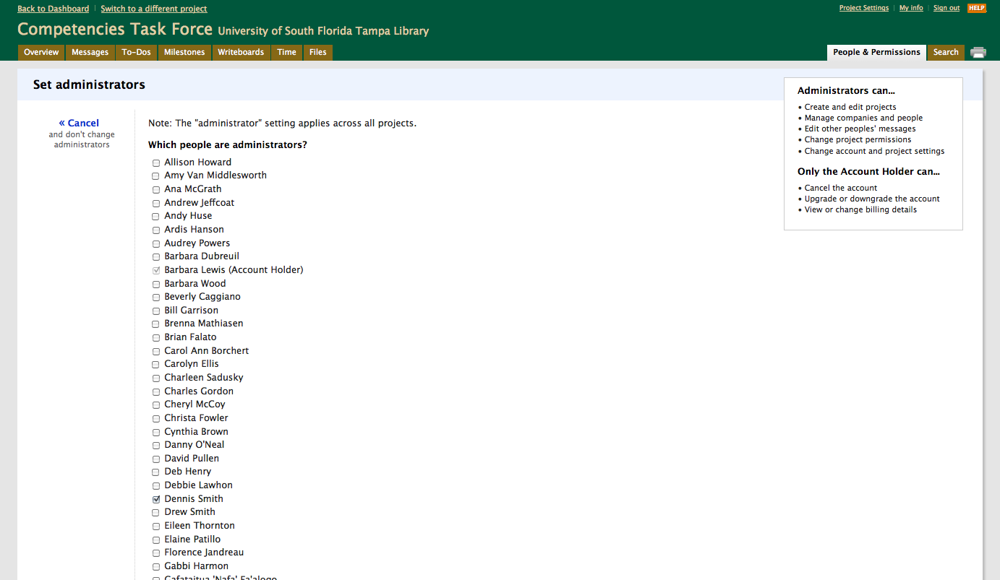 Back to Dashboard | Switch to a different project
Project Settings | My info | Sign out HELP
Competencies Task Force University of South Florida Tampa Library
Overview Messages To-Dos Milestones Writeboards Time Files People & Permissions Search
Set administrators
« Cancel
and don't change
administrators
Note: The "administrator" setting applies across all projects.
Which people are administrators?
Allison Howard
Amy Van Middlesworth
Ana McGrath
Andrew Jeffcoat
Andy Huse
Ardis Hanson
Audrey Powers
Barbara Dubreuil
Barbara Lewis (Account Holder)
Barbara Wood
Beverly Caggiano
Bill Garrison
Brenna Mathiasen
Brian Falato
Carol Ann Borchert
Carolyn Ellis
Charleen Sadusky
Charles Gordon
Cheryl McCoy
Christa Fowler
Cynthia Brown
Danny O'Neal
David Pullen
Deb Henry
Debbie Lawhon
Dennis Smith
Drew Smith
Eileen Thornton
Elaine Patillo
Florence Jandreau
Gabbi Harmon
Gafataitua 'Nafa' Fa'alogo
Administrators can...
• Create and edit projects
• Manage companies and people
• Edit other peoples' messages
• Change project permissions
• Change account and project settings
Only the Account Holder can...
• Cancel the account
• Upgrade or downgrade the account
• View or change billing details